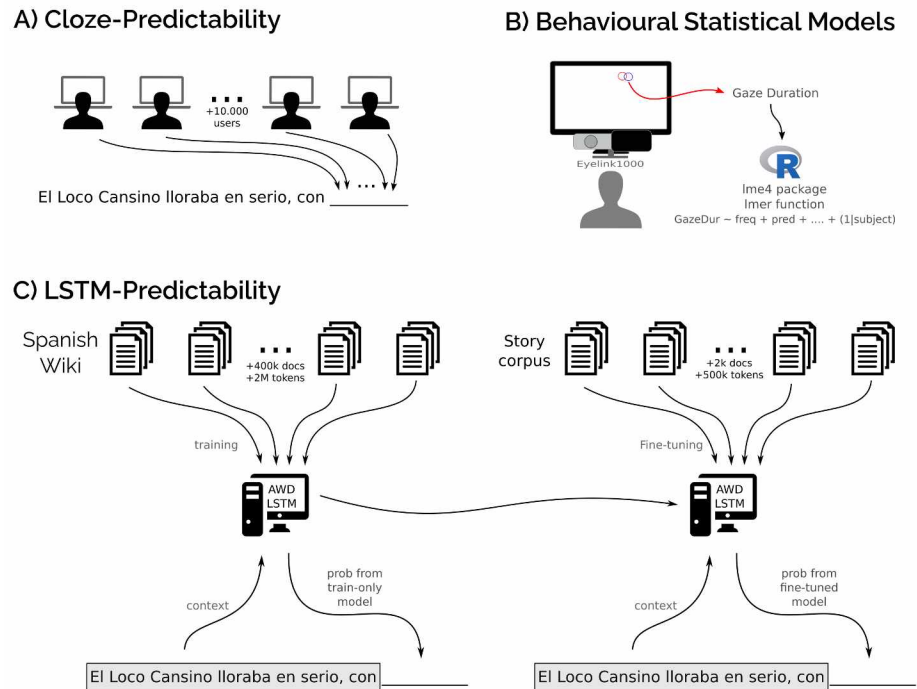 A) Cloze-Predictability
...
+10.000
users
...
El Loco Cansino lloraba en serio, con ________
B) Behavioural Statistical Models
Gaze Duration
Eyelink1000
R
lme4 package
lmer function
GazeDur ~ freq + pred + .... + (1|subject)
C) LSTM-Predictability
Spanish
Wiki
...
+400k docs
+2M tokens
training
AWD
LSTM
context
prob from
train-only
model
El Loco Cansino lloraba en serio, con ________
Story
corpus
...
+2k docs
+500k tokens
Fine-tuning
AWD
LSTM
context
prob from
fine-tuned
model
El Loco Cansino lloraba en serio, con ________